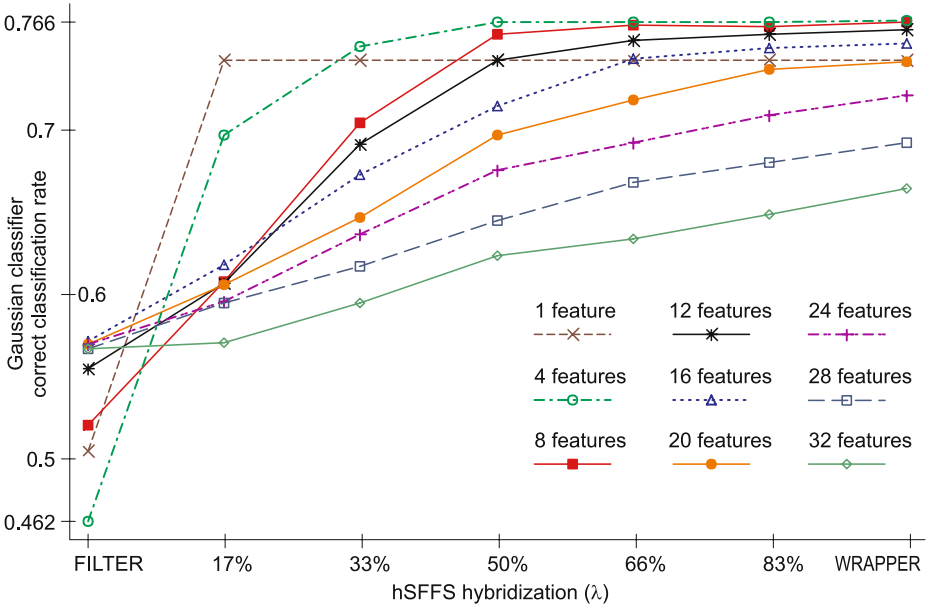 0.766
0.7
0.6
0.5
0.462
Gaussian classifier
correct classification rate
1 features
12 features
24 features
4 features
16 features
28 features
8 features
20 features
32 features
FILTER
17%
33%
50%
66%
83%
WRAPPER
hSFFS hybridization (λ)